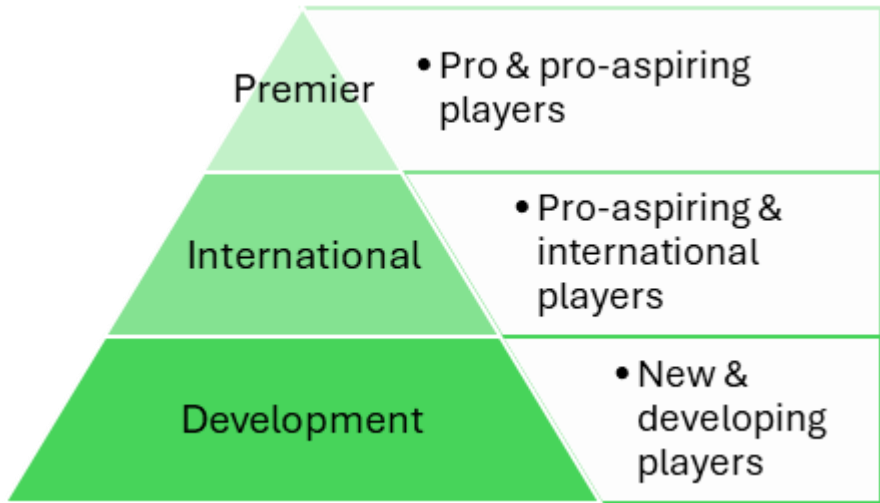 Premier
• Pro & pro-aspiring
players
International
• Pro-aspiring &
international
players
Development
• New &
developing
players